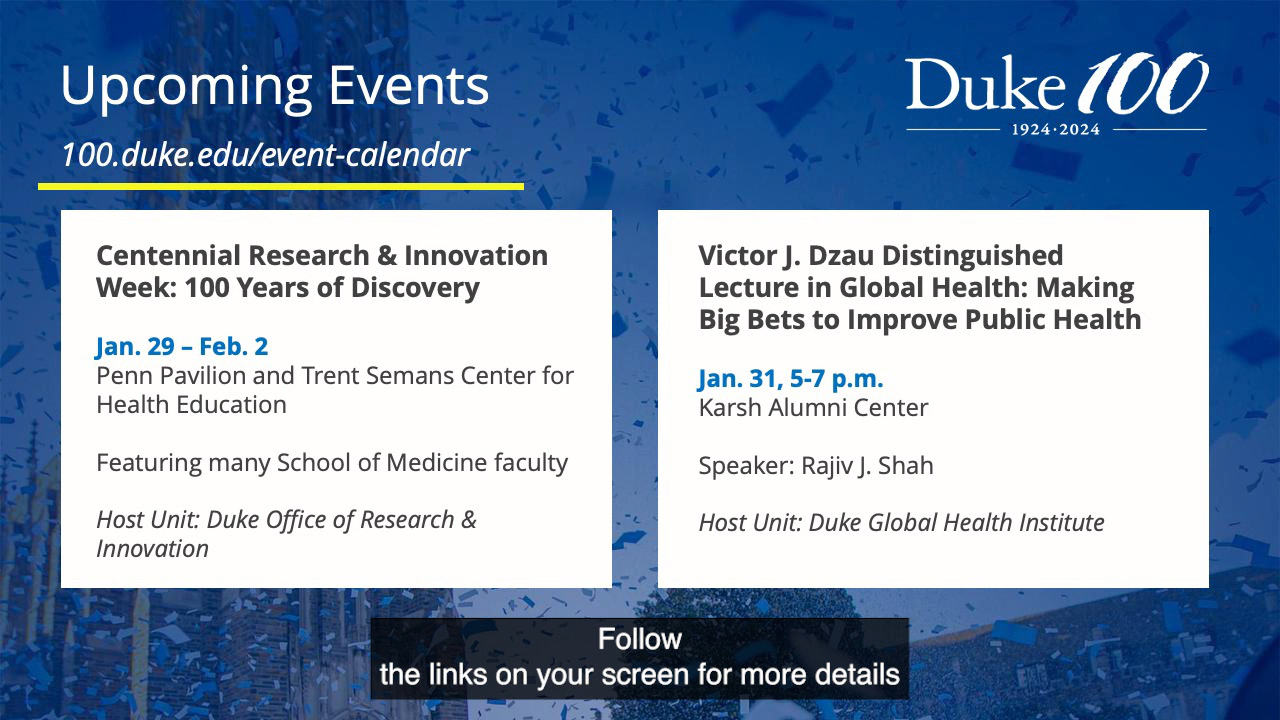 Upcoming Events
100.duke.edu/event-calendar
Duke 100
1924·2024
Centennial Research & Innovation
Week: 100 Years of Discovery
Jan. 29 – Feb. 2
Penn Pavilion and Trent Semans Center for
Health Education
Featuring many School of Medicine faculty
Host Unit: Duke Office of Research &
Innovation
Victor J. Dzau Distinguished
Lecture in Global Health: Making
Big Bets to Improve Public Health
Jan. 31, 5-7 p.m.
Karsh Alumni Center
Speaker: Rajiv J. Shah
Host Unit: Duke Global Health Institute
Follow
the links on your screen for more details